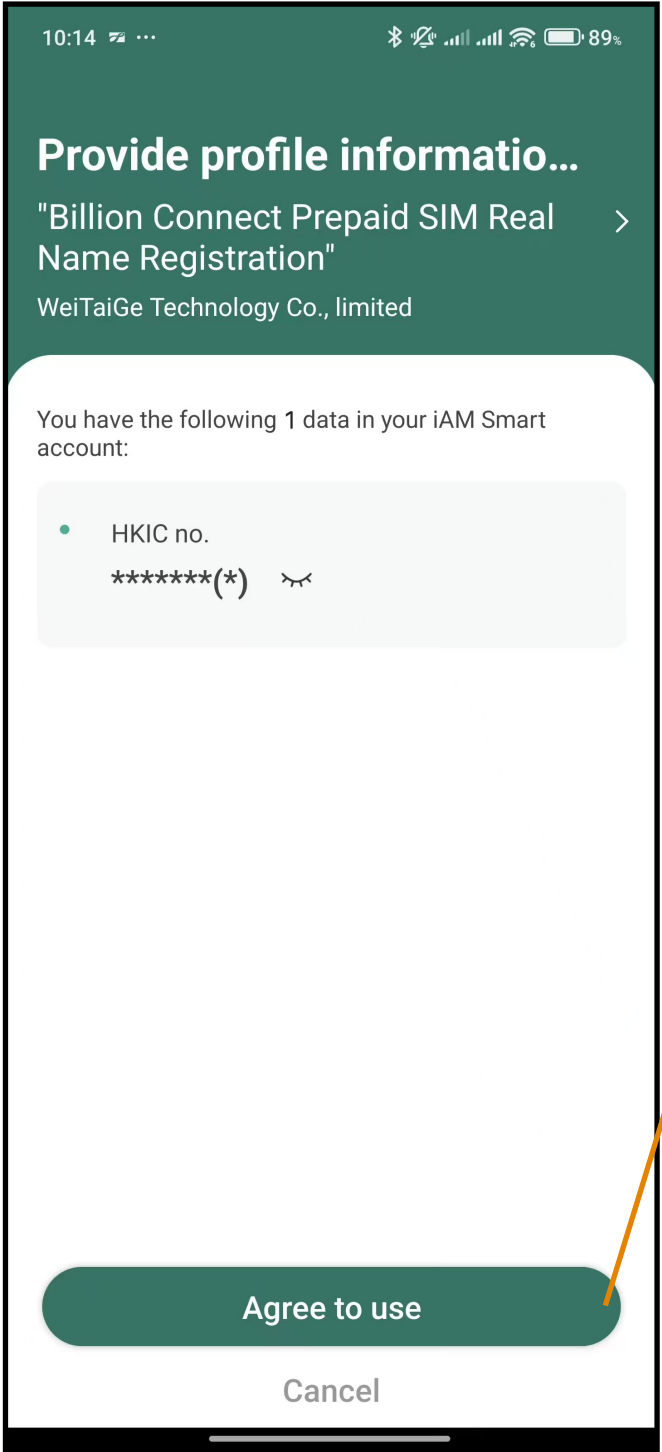 10:14 ...
89%
Provide profile informatio...
"Billion Connect Prepaid SIM Real
Name Registration"
WeiTaiGe Technology Co., limited
You have the following 1 data in your iAM Smart
account:
HKIC no.
*******(*)
Agree to use
Cancel